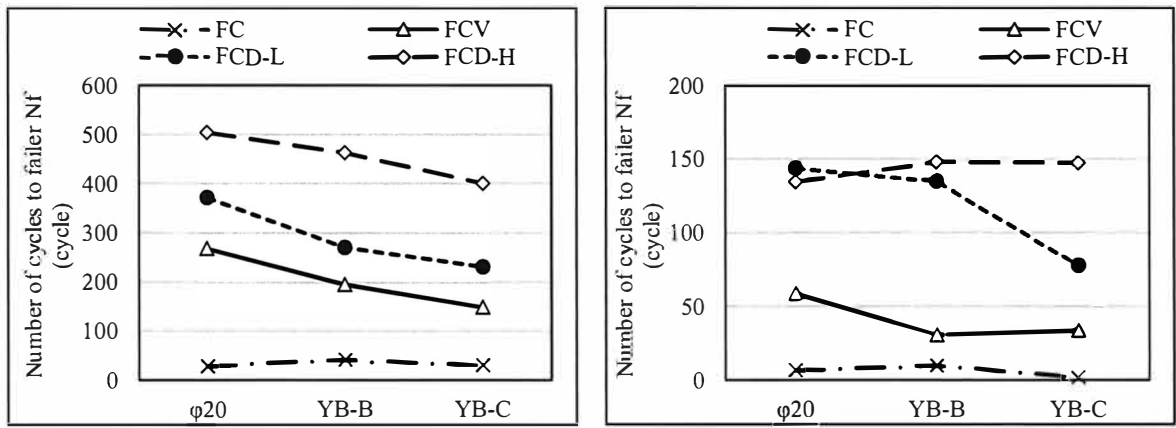 FC FCV
FCD-L FCD-H
Number of cycles to failer Nf
(cycle)
600
500
400
300
200
100
0
φ20 YB-B YB-C
FC FCV
FCD-L FCD-H
Number of cycles to failer Nf
(cycle)
200
150
100
50
0
φ20 YB-B YB-C